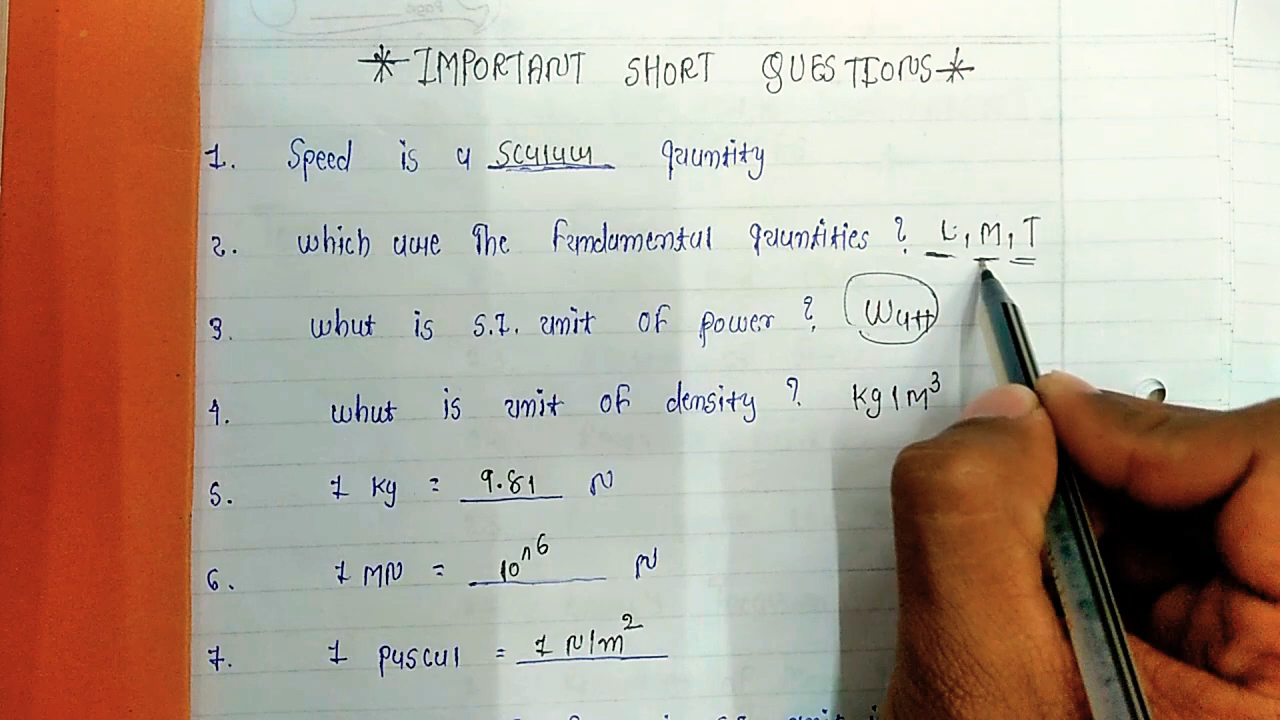 *IMPORTANT SHORT QUESTIONS*
1. Speed is a Scalar quantity
2. which are The fundamental quantities ? L, M, T
3. what is S.I. unit of power ? Watt
4. what is unit of density ? kg/M³
5. 1 kg = 9.81 N
6. 1 MN = 10^6 N
7. 1 pascal = 1 N/m²